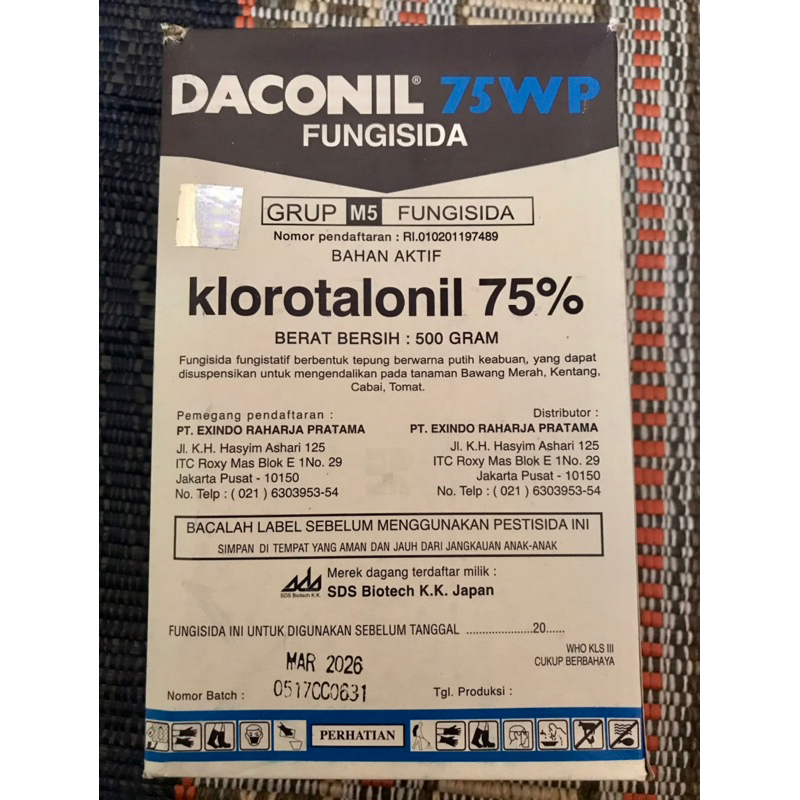 DACONIL® 75WP
FUNGISIDA
GRUP M5 FUNGISIDA
Nomor pendaftaran : RI.010201197489
BAHAN AKTIF
klorotalonil 75%
BERAT BERSIH : 500 GRAM
Fungisida fungistatif berbentuk tepung berwarna putih keabuan, yang dapat
disuspensikan untuk mengendalikan pada tanaman Bawang Merah, Kentang,
Cabai, Tomat.
Pemegang pendaftaran :
PT. EXINDO RAHARJA PRATAMA
Jl. K.H. Hasyim Ashari 125
ITC Roxy Mas Blok E 1No. 29
Jakarta Pusat - 10150
No. Telp : ( 021 ) 6303953-54
Distributor :
PT. EXINDO RAHARJA PRATAMA
Jl. K.H. Hasyim Ashari 125
ITC Roxy Mas Blok E 1No. 29
Jakarta Pusat - 10150
No. Telp : ( 021 ) 6303953-54
BACALAH LABEL SEBELUM MENGGUNAKAN PESTISIDA INI
SIMPAN DI TEMPAT YANG AMAN DAN JAUH DARI JANGKAUAN ANAK-ANAK
sds
SDS Biotech K.K.
Merek dagang terdaftar milik :
SDS Biotech K.K. Japan
FUNGISIDA INI UNTUK DIGUNAKAN SEBELUM TANGGAL .....................20......
WHO KLS III
CUKUP BERBAHAYA
MAR 2026
Nomor Batch : 0517CC0631
Tgl. Produksi :
PERHATIAN